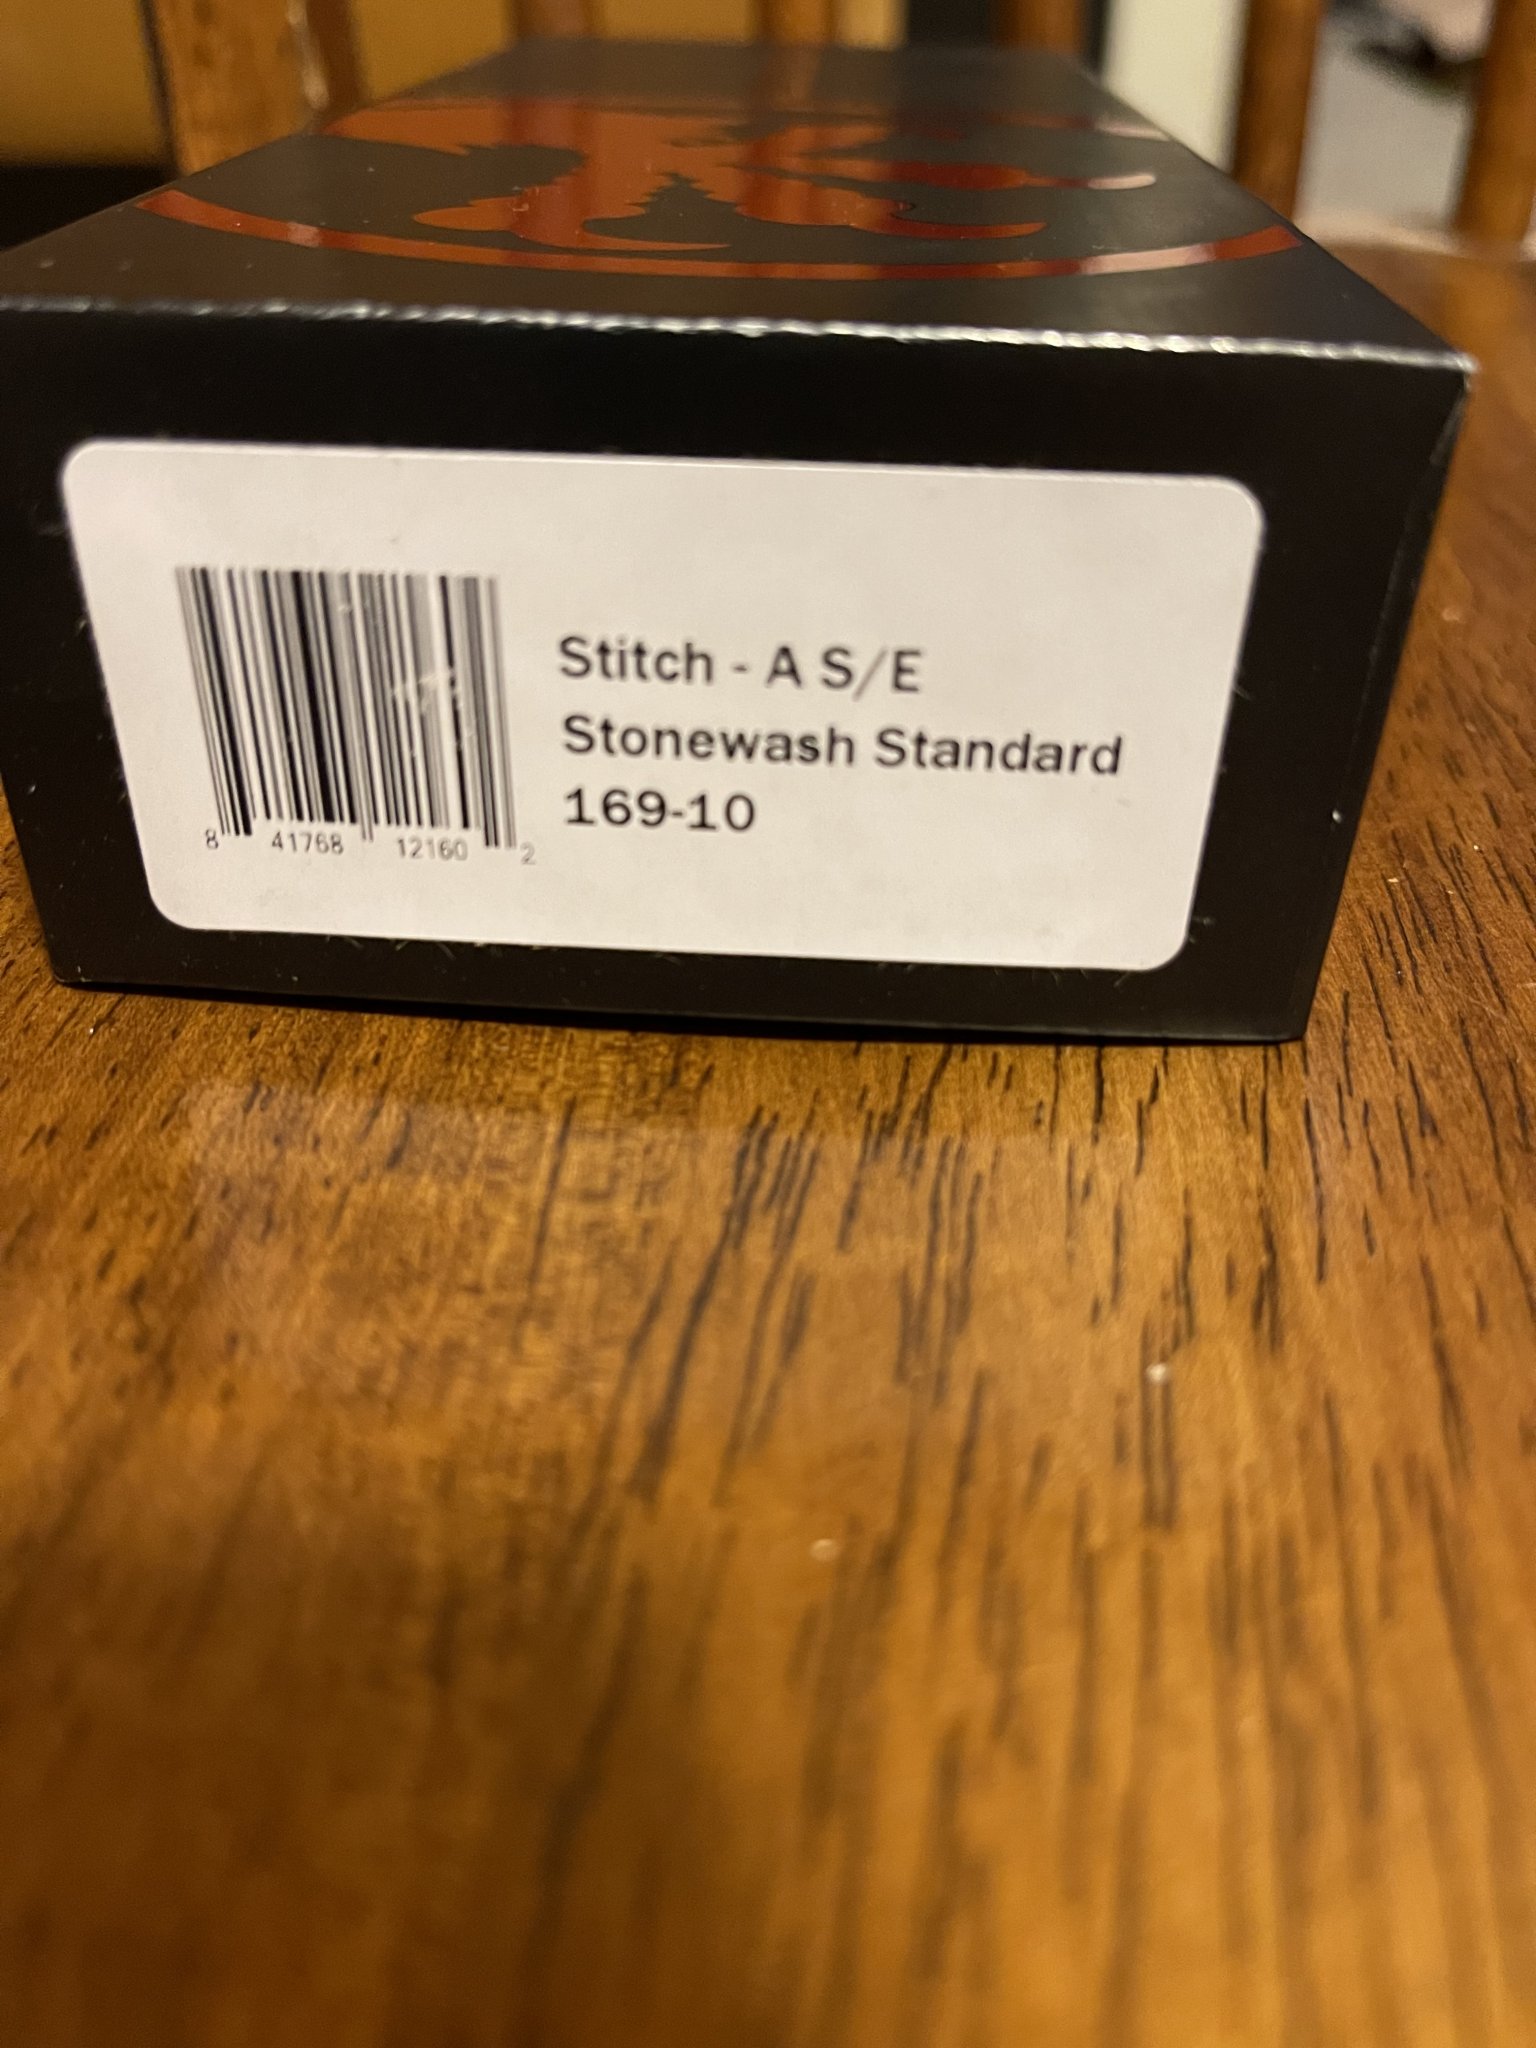 Stitch - A S/E
Stonewash Standard
169-10
8 41768 12160 2